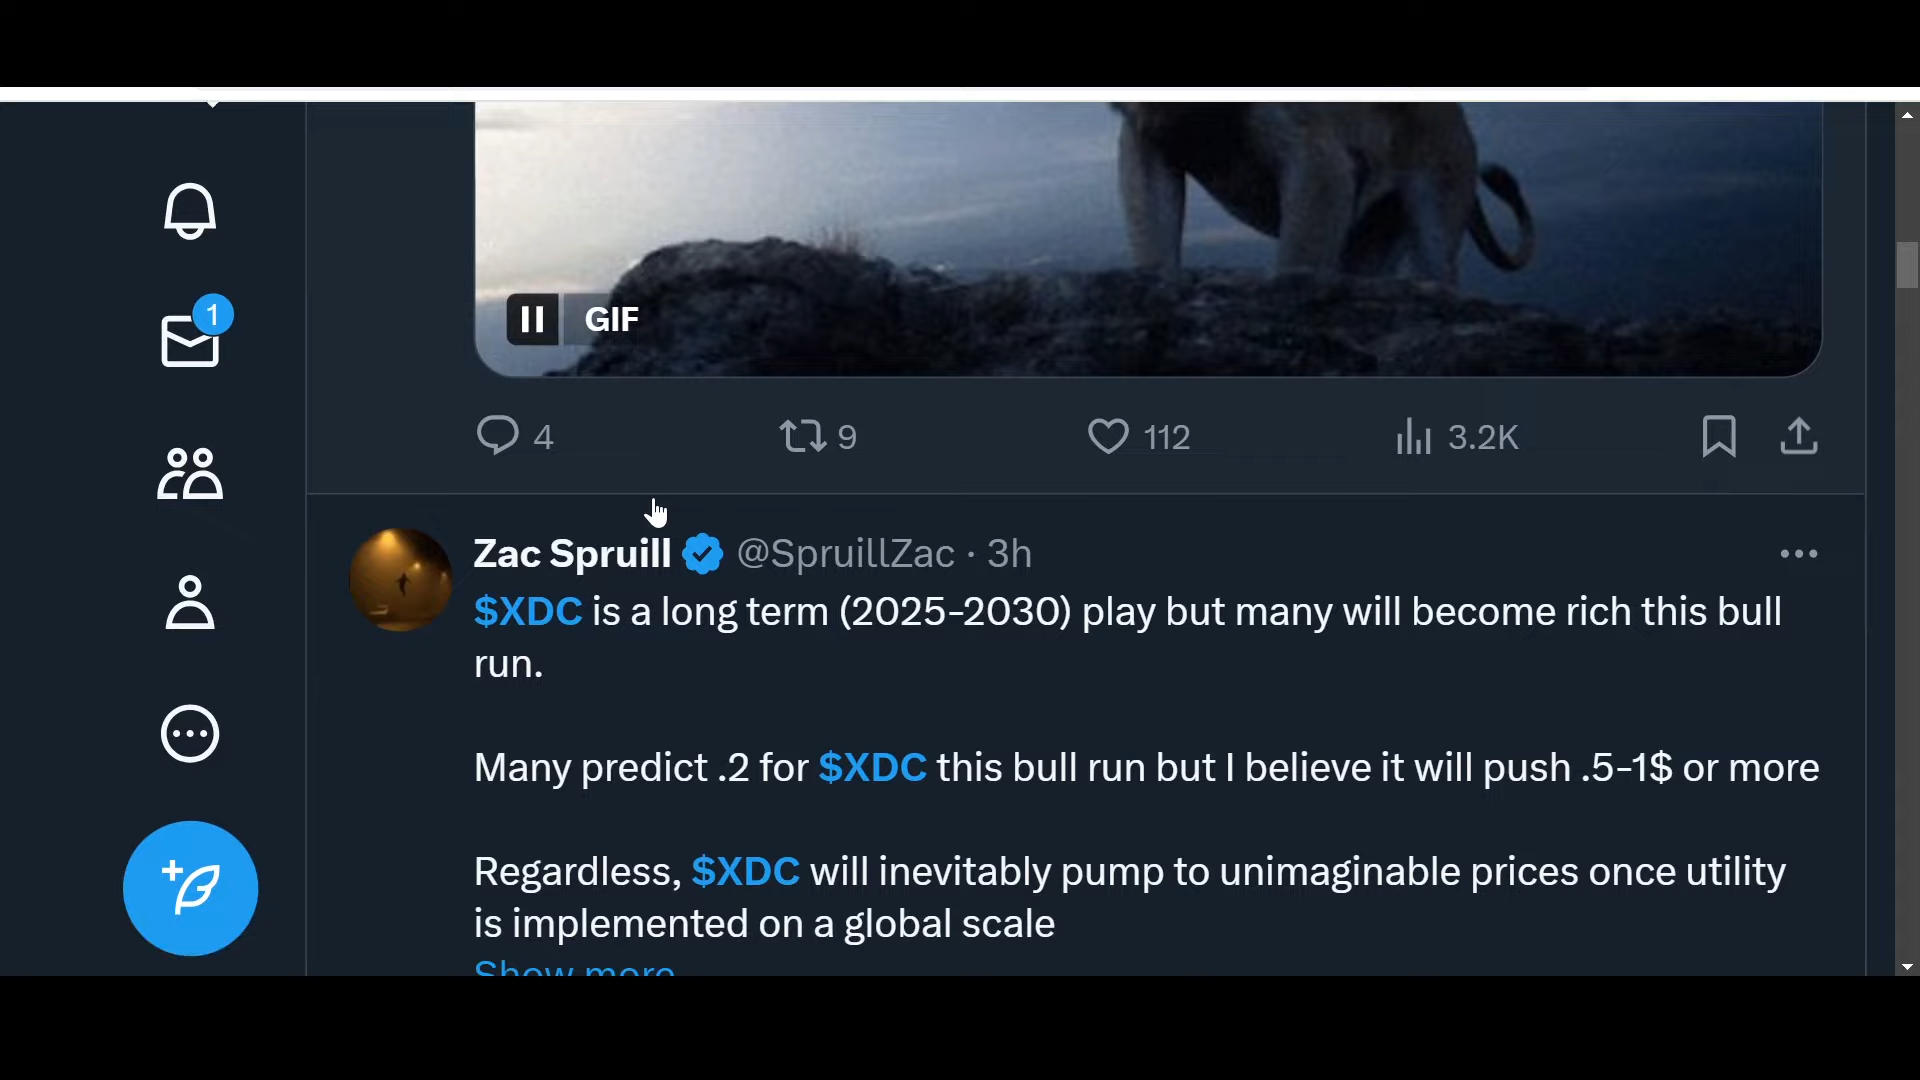 1
GIF
4 9 112 3.2K
Zac Spruill @SpruillZac · 3h
$XDC is a long term (2025-2030) play but many will become rich this bull
run.
Many predict .2 for $XDC this bull run but I believe it will push .5-1$ or more
Regardless, $XDC will inevitably pump to unimaginable prices once utility
is implemented on a global scale
Show more